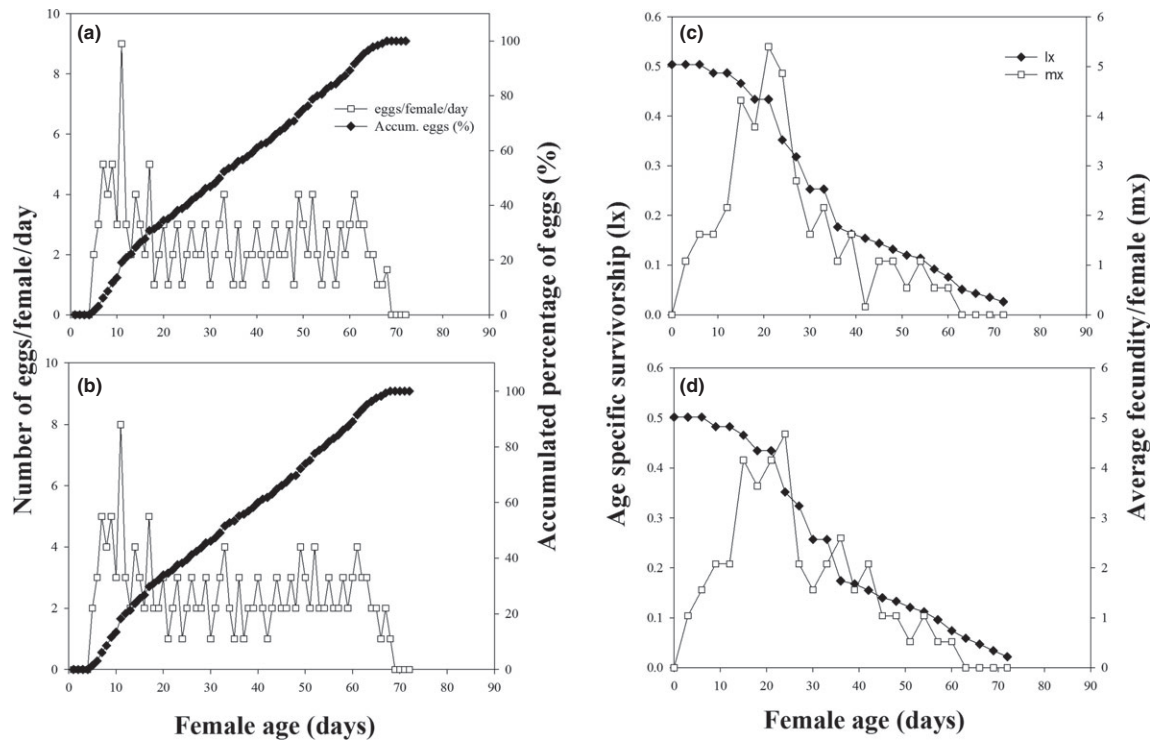 (a)
10
8
6
4
2
0
100
80
60
40
20
0
0 10 20 30 40 50 60 70 80 90
eggs/female/day
Accum. eggs (%)
(b)
10
8
6
4
2
0
100
80
60
40
20
0
0 10 20 30 40 50 60 70 80 90
Number of eggs/female/day
Accumulated percentage of eggs (%)
Female age (days)
(c)
0.6
0.5
0.4
0.3
0.2
0.1
0.0
6
5
4
3
2
1
0
0 10 20 30 40 50 60 70 80 90
lx
mx
(d)
0.6
0.5
0.4
0.3
0.2
0.1
0.0
6
5
4
3
2
1
0
0 10 20 30 40 50 60 70 80 90
Age specific survivorship (lx)
Average fecundity/female (mx)
Female age (days)